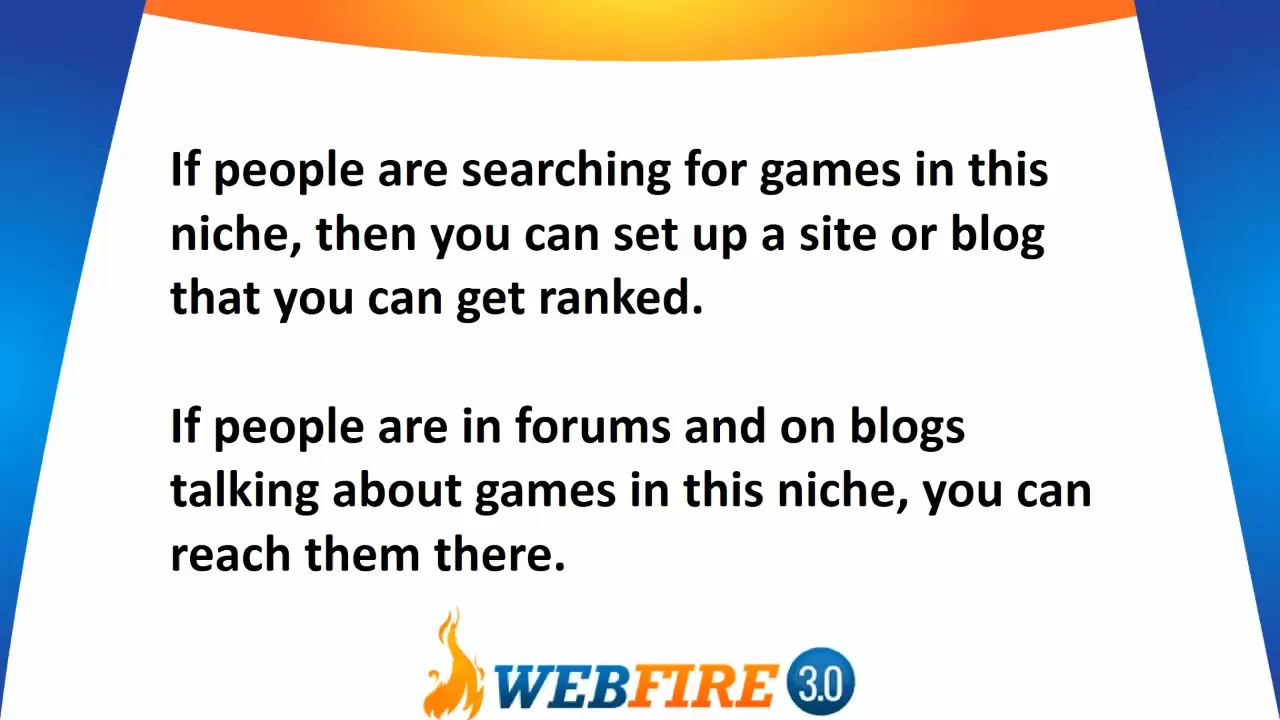 If people are searching for games in this
niche, then you can set up a site or blog
that you can get ranked.
If people are in forums and on blogs
talking about games in this niche, you can
reach them there.
WEBFIRE 3.0